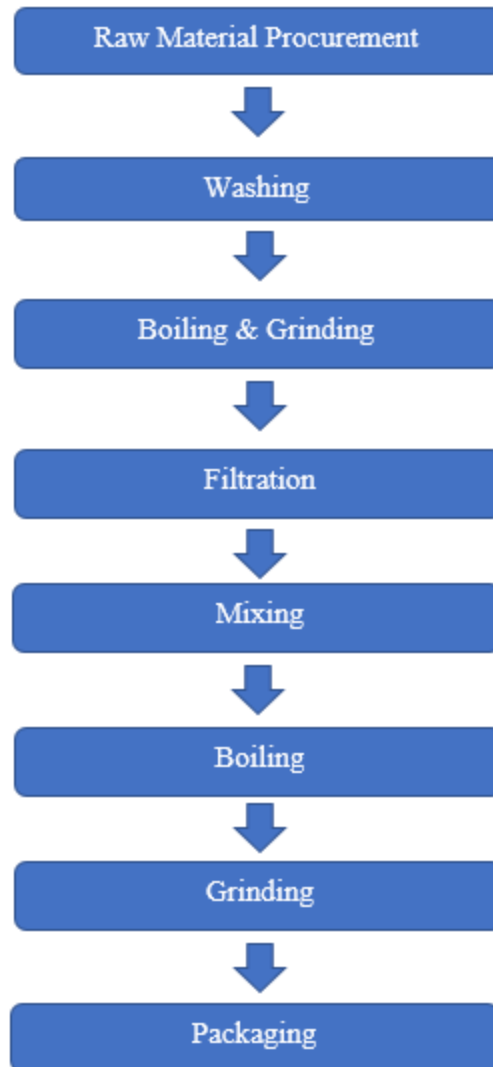 Raw Material Procurement
Washing
Boiling & Grinding
Filtration
Mixing
Boiling
Grinding
Packaging